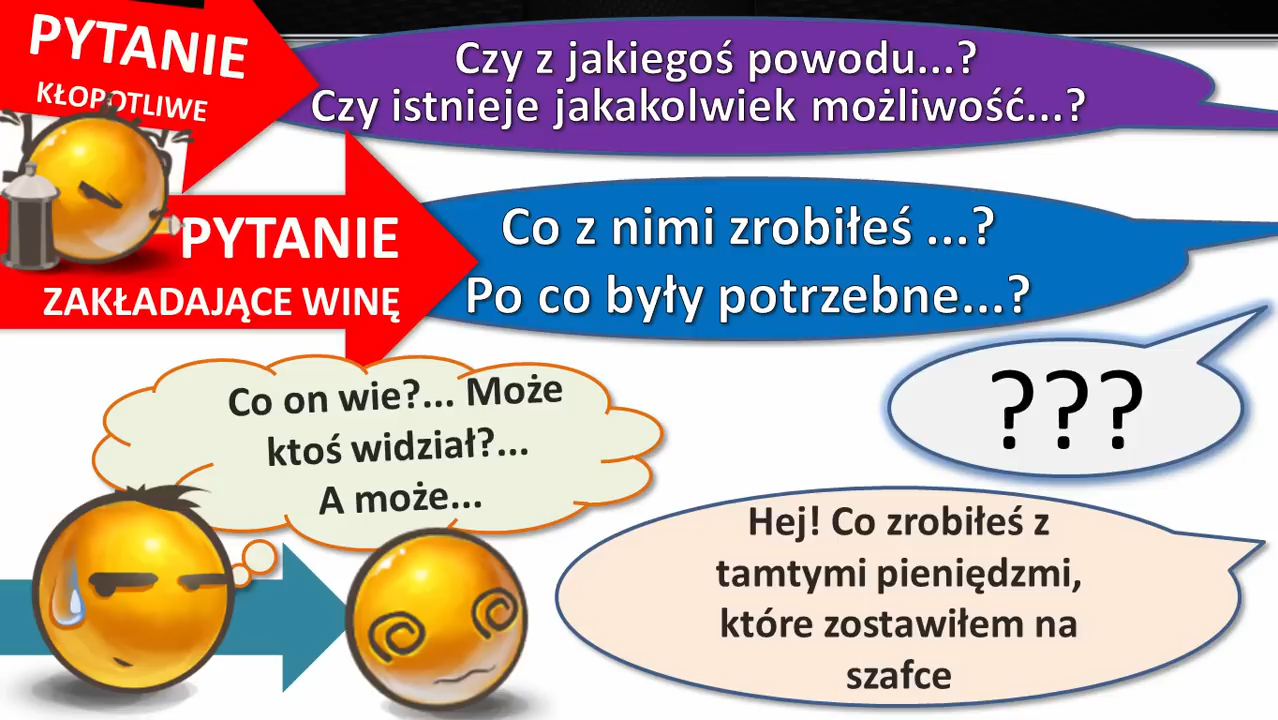 PYTANIE
KŁOPOTLIWE
Czy z jakiegoś powodu...?
Czy istnieje jakakolwiek możliwość...?
PYTANIE
ZAKŁADAJĄCE WINĘ
Co z nimi zrobiłeś ...?
Po co były potrzebne...?
Co on wie?... Może
ktoś widział?...
A może...
???
Hej! Co zrobiłeś z
tamtymi pieniędzmi,
które zostawiłem na
szafce